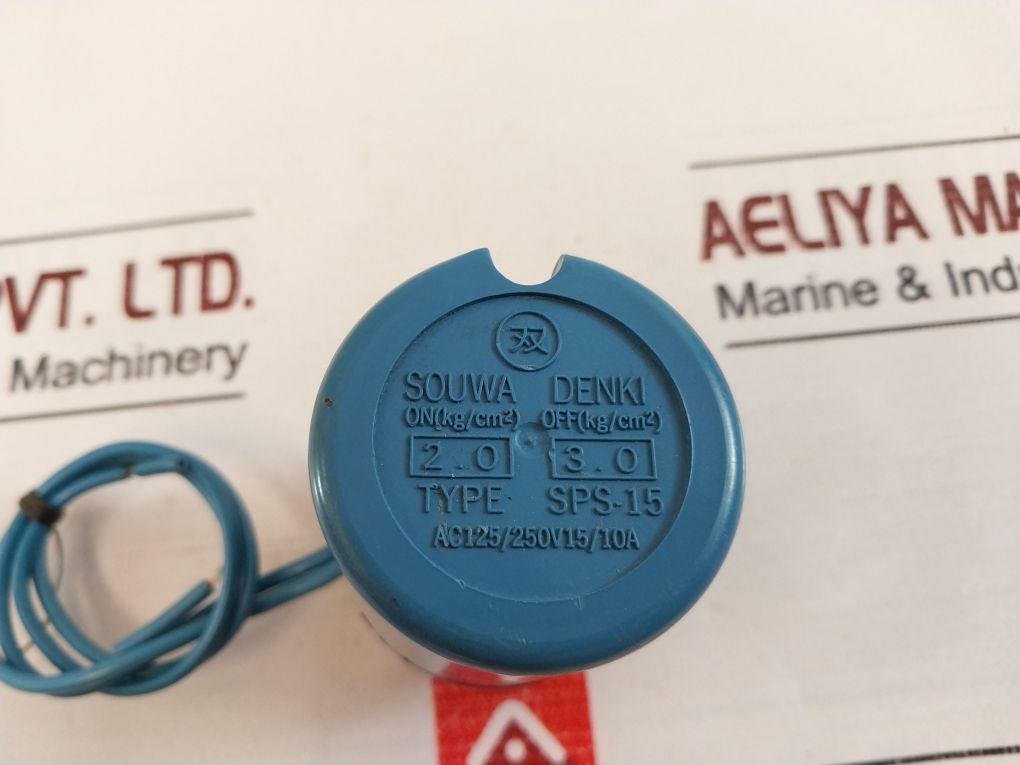 PVT. LTD.
Machinery
AELIYA MA
Marine & Indu
双
SOUWA DENKI
ON(kg/cm²) OFF(kg/cm²)
2.0 3.0
TYPE SPS-15
AC125/250V15/10A